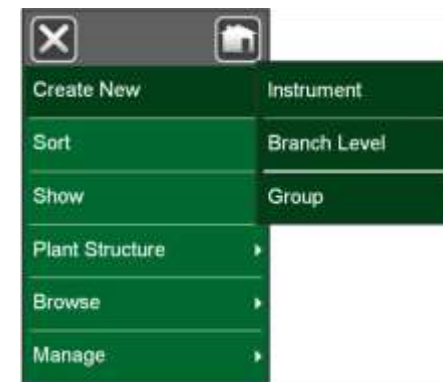 Create New
Instrument
Sort
Branch Level
Show
Group
Plant Structure
Browse
Manage